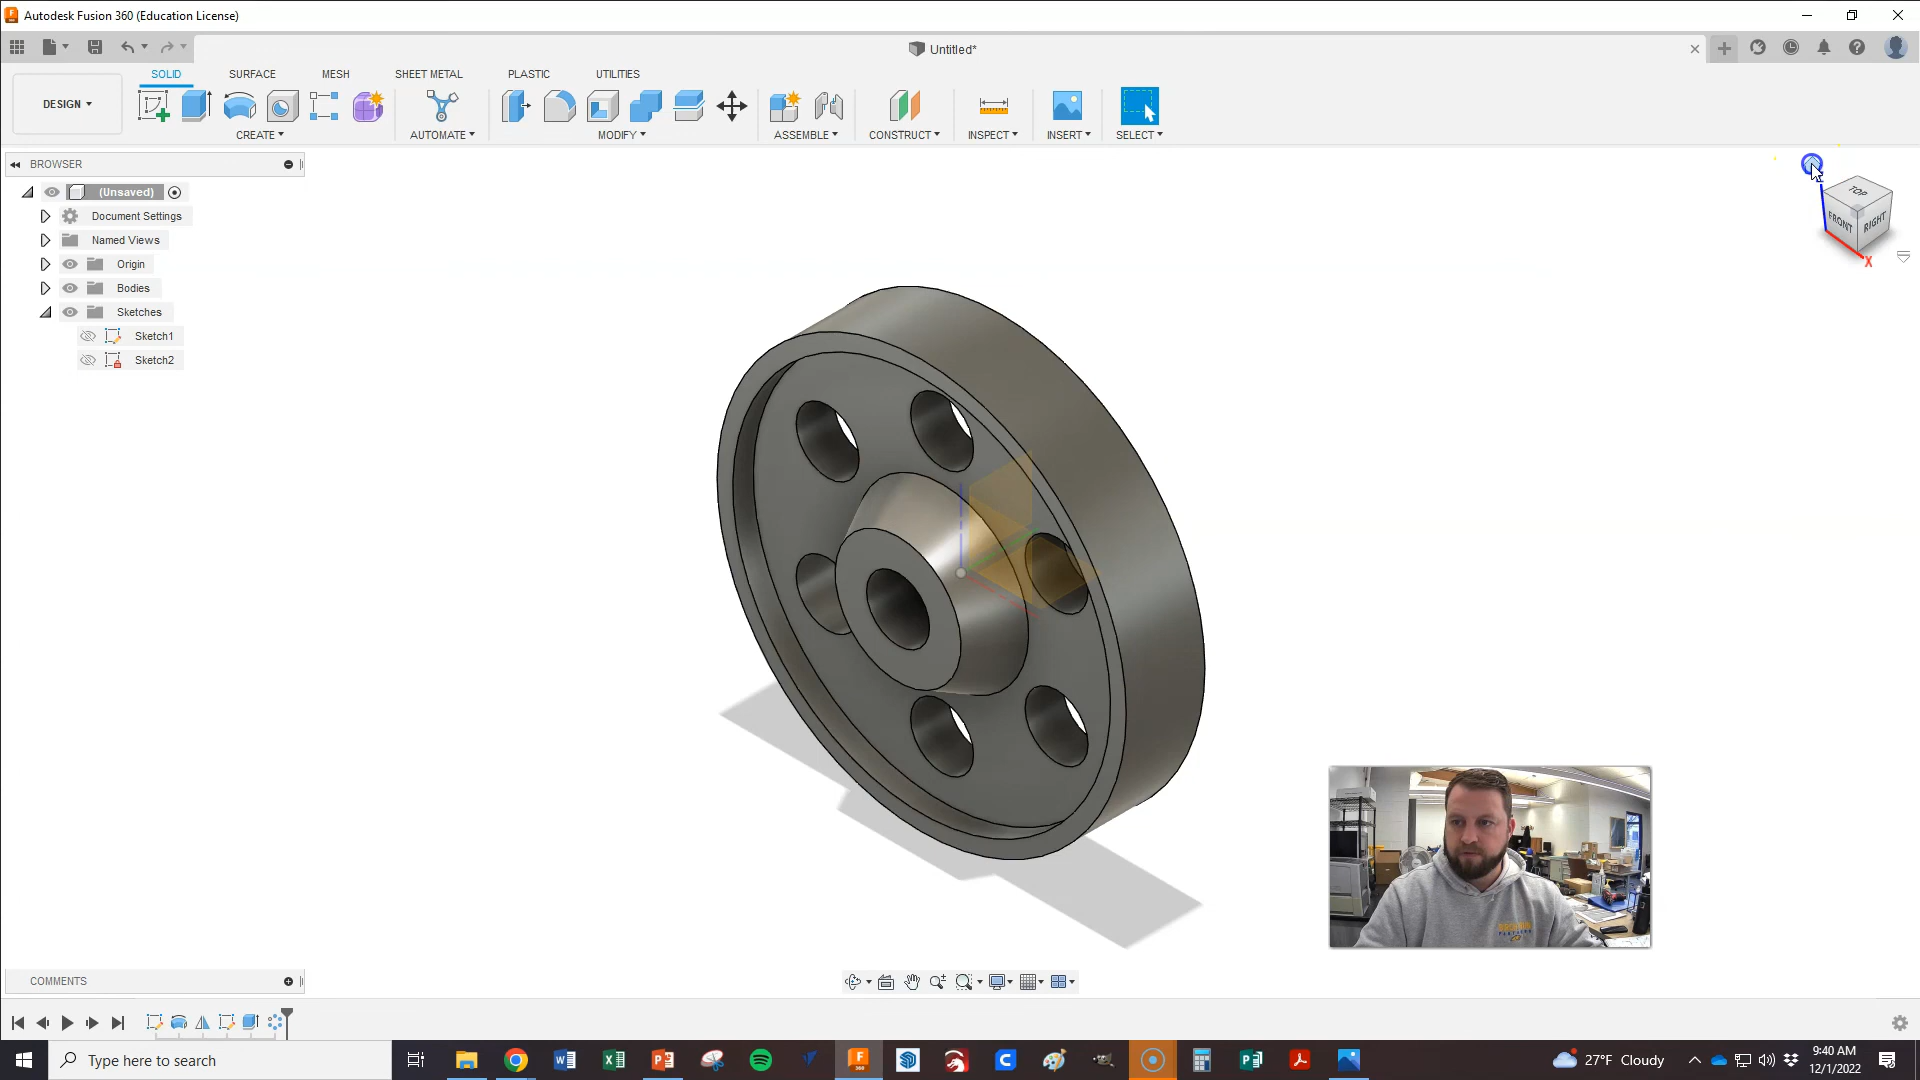 Autodesk Fusion 360 (Education License)
Untitled*
SOLID SURFACE MESH SHEET METAL PLASTIC UTILITIES
DESIGN
CREATE AUTOMATE MODIFY ASSEMBLE CONSTRUCT INSPECT INSERT SELECT
BROWSER
(Unsaved)
Document Settings
Named Views
Origin
Bodies
Sketches
Sketch1
Sketch2
TOP
FRONT
RIGHT
X
COMMENTS
Type here to search
27°F Cloudy
9:40 AM
12/1/2022